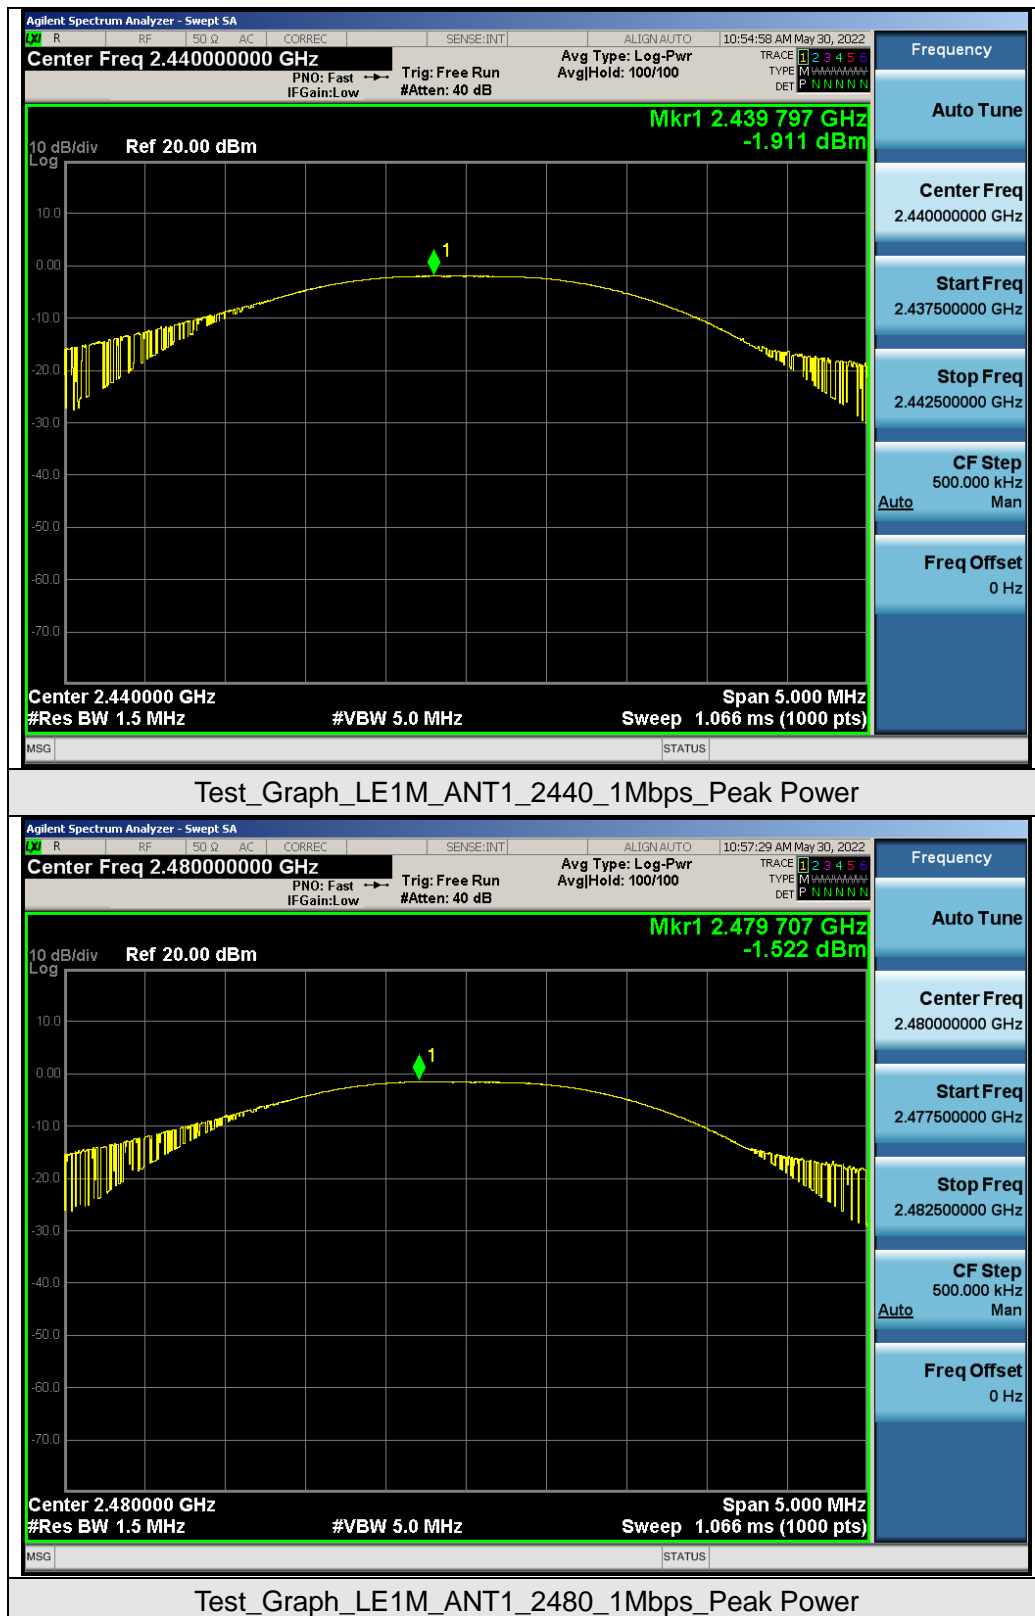 Agilent Spectrum Analyzer - Swept SA
LXI R RF 50 Ω AC CORREC SENSE:INT ALIGN AUTO 10:54:58 AM May 30, 2022
Center Freq 2.440000000 GHz
PNO: Fast
IFGain:Low
Trig: Free Run
#Atten: 40 dB
Avg Type: Log-Pwr
Avg|Hold: 100/100
TRACE 1 2 3 4 5 6
TYPE M
DET P N N N N N
Mkr1 2.439 797 GHz
-1.911 dBm
10 dB/div Ref 20.00 dBm
Log
10.0
0.00
-10.0
-20.0
-30.0
-40.0
-50.0
-60.0
-70.0
1
Center 2.440000 GHz Span 5.000 MHz
#Res BW 1.5 MHz #VBW 5.0 MHz Sweep 1.066 ms (1000 pts)
MSG STATUS
Frequency
Auto Tune
Center Freq
2.440000000 GHz
Start Freq
2.437500000 GHz
Stop Freq
2.442500000 GHz
CF Step
500.000 kHz
Auto Man
Freq Offset
0 Hz
Test_Graph_LE1M_ANT1_2440_1Mbps_Peak Power
Agilent Spectrum Analyzer - Swept SA
LXI R RF 50 Ω AC CORREC SENSE:INT ALIGN AUTO 10:57:29 AM May 30, 2022
Center Freq 2.480000000 GHz
PNO: Fast
IFGain:Low
Trig: Free Run
#Atten: 40 dB
Avg Type: Log-Pwr
Avg|Hold: 100/100
TRACE 1 2 3 4 5 6
TYPE M
DET P N N N N N
Mkr1 2.479 707 GHz
-1.522 dBm
10 dB/div Ref 20.00 dBm
Log
10.0
0.00
-10.0
-20.0
-30.0
-40.0
-50.0
-60.0
-70.0
1
Center 2.480000 GHz Span 5.000 MHz
#Res BW 1.5 MHz #VBW 5.0 MHz Sweep 1.066 ms (1000 pts)
MSG STATUS
Frequency
Auto Tune
Center Freq
2.480000000 GHz
Start Freq
2.477500000 GHz
Stop Freq
2.482500000 GHz
CF Step
500.000 kHz
Auto Man
Freq Offset
0 Hz
Test_Graph_LE1M_ANT1_2480_1Mbps_Peak Power